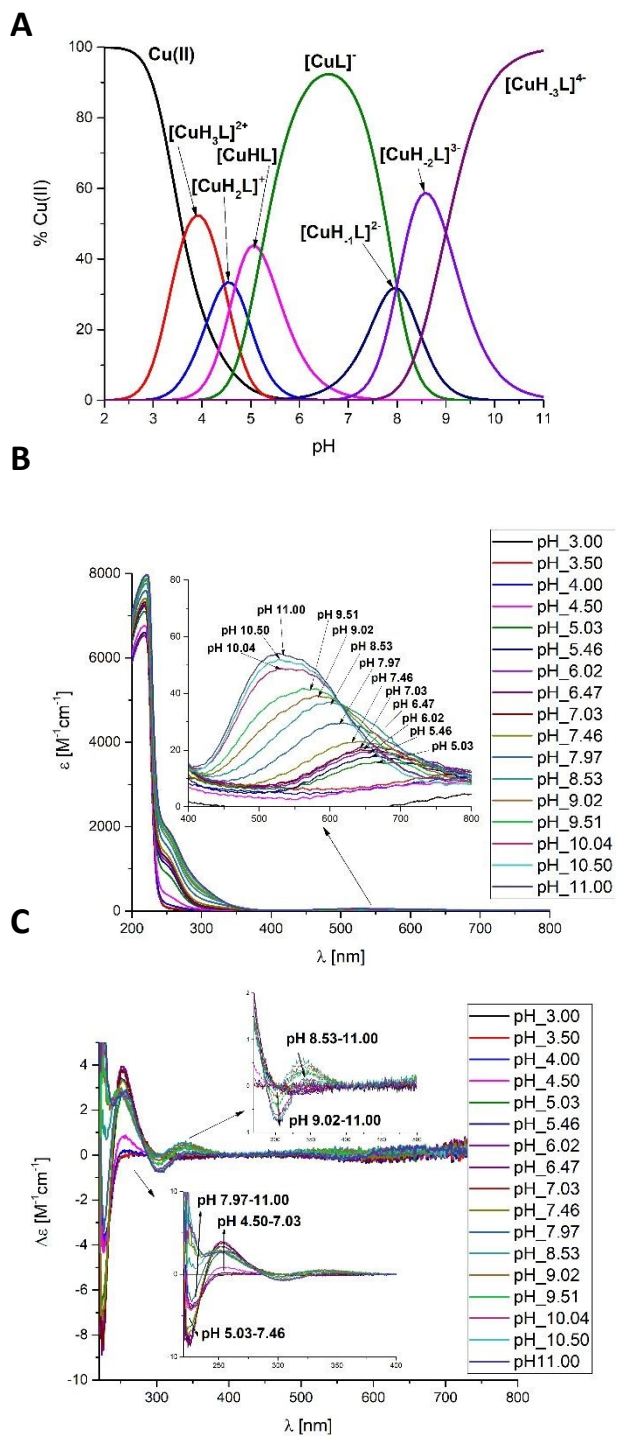 A
Cu(II)
[CuL]-
[CuH-3L]4-
[CuH3L]2+
[CuHL]
[CuH2L]+
[CuH-2L]3-
[CuH-1L]2-
100
80
60
40
20
0
% Cu(II)
2 3 4 5 6 7 8 9 10 11
pH
B
8000
6000
4000
2000
0
ε [M-1cm-1]
200 300 400 500 600 700 800
λ [nm]
80
60
40
20
0
400 500 600 700 800
pH 11.00
pH 10.50
pH 10.04
pH 9.51
pH 9.02
pH 8.53
pH 7.97
pH 7.46
pH 7.03
pH 6.47
pH 6.02
pH 5.46
pH 5.03
pH_3.00
pH_3.50
pH_4.00
pH_4.50
pH_5.03
pH_5.46
pH_6.02
pH_6.47
pH_7.03
pH_7.46
pH_7.97
pH_8.53
pH_9.02
pH_9.51
pH_10.04
pH_10.50
pH_11.00
C
4
2
0
-2
-4
-6
-8
-10
Δε [M-1cm-1]
300 400 500 600 700 800
λ [nm]
pH 8.53-11.00
pH 9.02-11.00
pH 7.97-11.00
pH 4.50-7.03
pH 5.03-7.46
250 300 350 400
pH_3.00
pH_3.50
pH_4.00
pH_4.50
pH_5.03
pH_5.46
pH_6.02
pH_6.47
pH_7.03
pH_7.46
pH_7.97
pH_8.53
pH_9.02
pH_9.51
pH_10.04
pH_10.50
pH11.00